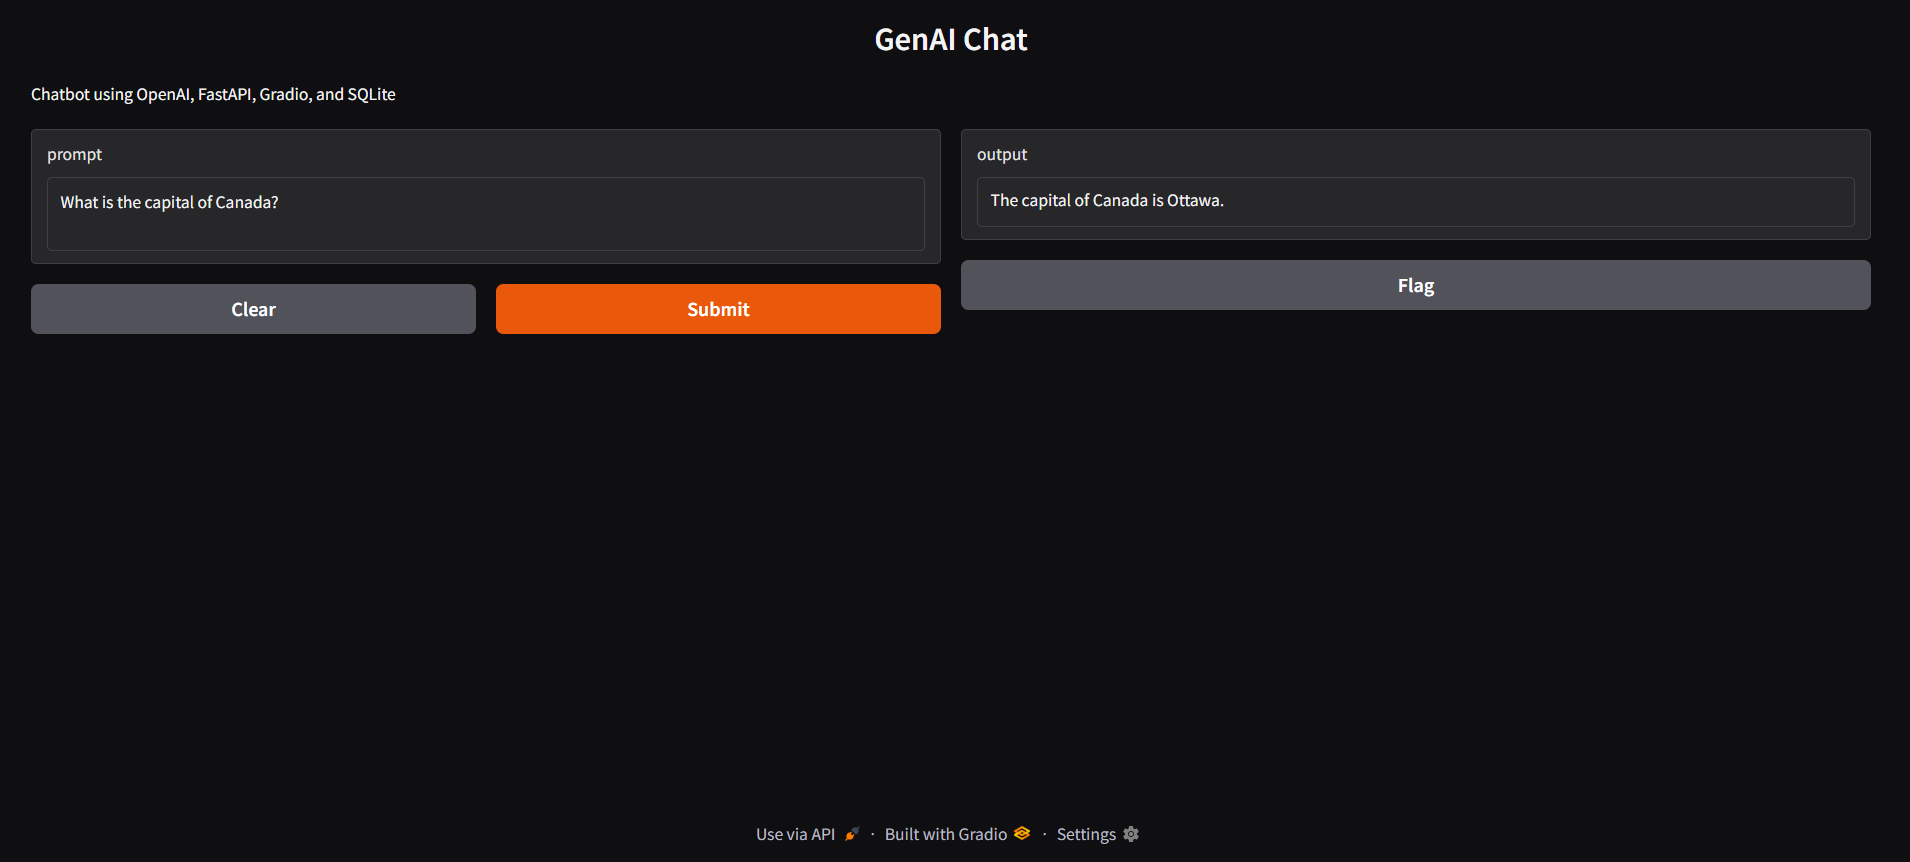 GenAI Chat
Chatbot using OpenAI, FastAPI, Gradio, and SQLite
prompt
What is the capital of Canada?
Clear
Submit
output
The capital of Canada is Ottawa.
Flag
Use via API · Built with Gradio · Settings